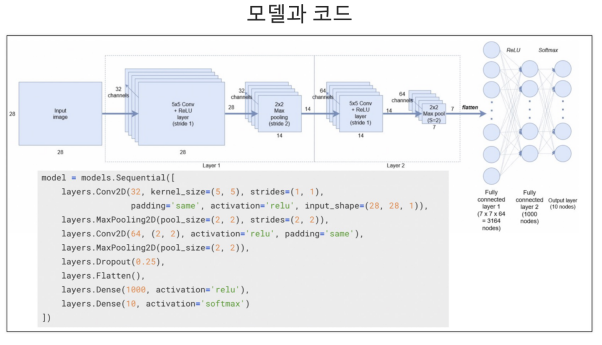 모델과 코드
32
channels
32
channels
64
channels
64
channels
ReLU
Softmax
28
Input
image
28
5x5 Conv
+ ReLU
layer
(stride 1)
28
28
2x2
Max
pooling
(stride 2)
14
14
5x5 Conv
+ ReLU
layer
(stride 1)
14
14
2x2
Max pool
(S=2)
7
7
flatten
Layer 1
Layer 2
Fully
connected
layer 1
(7 x 7 x 64
= 3164
nodes)
Fully
connected
layer 2
(1000
nodes)
Output layer
(10 nodes)
model = models.Sequential([
    layers.Conv2D(32, kernel_size=(5, 5), strides=(1, 1),
                  padding='same', activation='relu', input_shape=(28, 28, 1)),
    layers.MaxPooling2D(pool_size=(2, 2), strides=(2, 2)),
    layers.Conv2D(64, (2, 2), activation='relu', padding='same'),
    layers.MaxPooling2D(pool_size=(2, 2)),
    layers.Dropout(0.25),
    layers.Flatten(),
    layers.Dense(1000, activation='relu'),
    layers.Dense(10, activation='softmax')
])